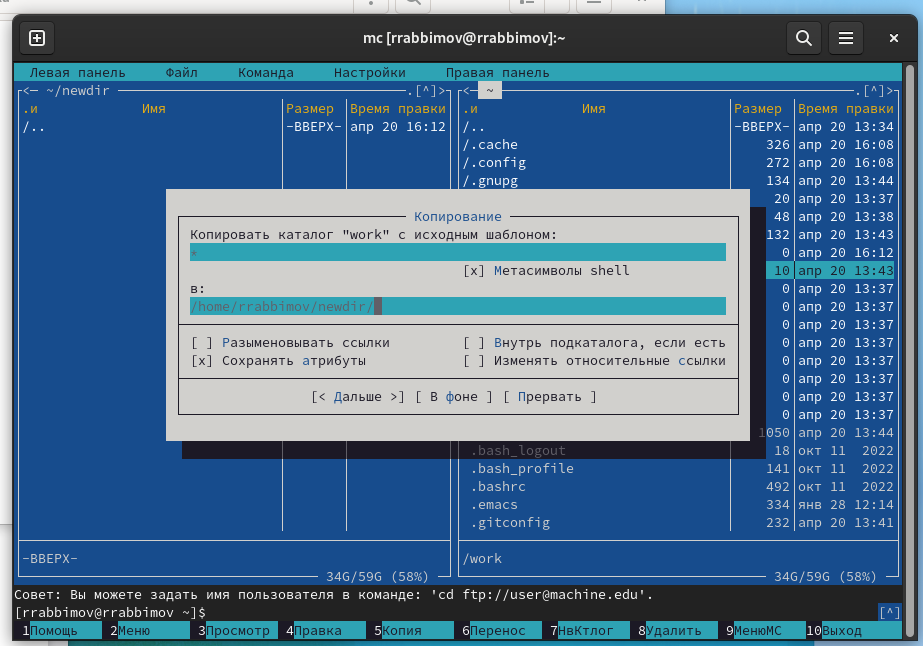 mc [rrabbimov@rrabbimov]:~
Левая панель Файл Команда Настройки Правая панель
<— ~/newdir .[^]> <— ~ .[^]>
.и Имя Размер Время правки .и Имя Размер Время правки
/.. -ВВЕРХ- апр 20 16:12 /.. -ВВЕРХ- апр 20 13:34
/.cache 326 апр 20 16:08
/.config 272 апр 20 16:08
/.gnupg 134 апр 20 13:44
20 апр 20 13:37
Копирование 48 апр 20 13:38
Копировать каталог "work" с исходным шаблоном: 132 апр 20 13:43
* 0 апр 20 16:12
[x] Метасимволы shell 10 апр 20 13:43
в: 0 апр 20 13:37
/home/rrabbimov/newdir/ 0 апр 20 13:37
0 апр 20 13:37
[ ] Разыменовывать ссылки [ ] Внутрь подкаталога, если есть 0 апр 20 13:37
[x] Сохранять атрибуты [ ] Изменять относительные ссылки 0 апр 20 13:37
0 апр 20 13:37
[< Дальше >] [ В фоне ] [ Прервать ] 0 апр 20 13:37
0 апр 20 13:37
1050 апр 20 13:44
.bash_logout 18 окт 11 2022
.bash_profile 141 окт 11 2022
.bashrc 492 окт 11 2022
.emacs 334 янв 28 12:14
.gitconfig 232 апр 20 13:41
-ВВЕРХ- /work
34G/59G (58%) 34G/59G (58%)
Совет: Вы можете задать имя пользователя в команде: 'cd ftp://user@machine.edu'.
[rrabbimov@rrabbimov ~]$ [^]
1Помощь 2Меню 3Просмотр 4Правка 5Копия 6Перенос 7НвКтлог 8Удалить 9МенюМС 10Выход